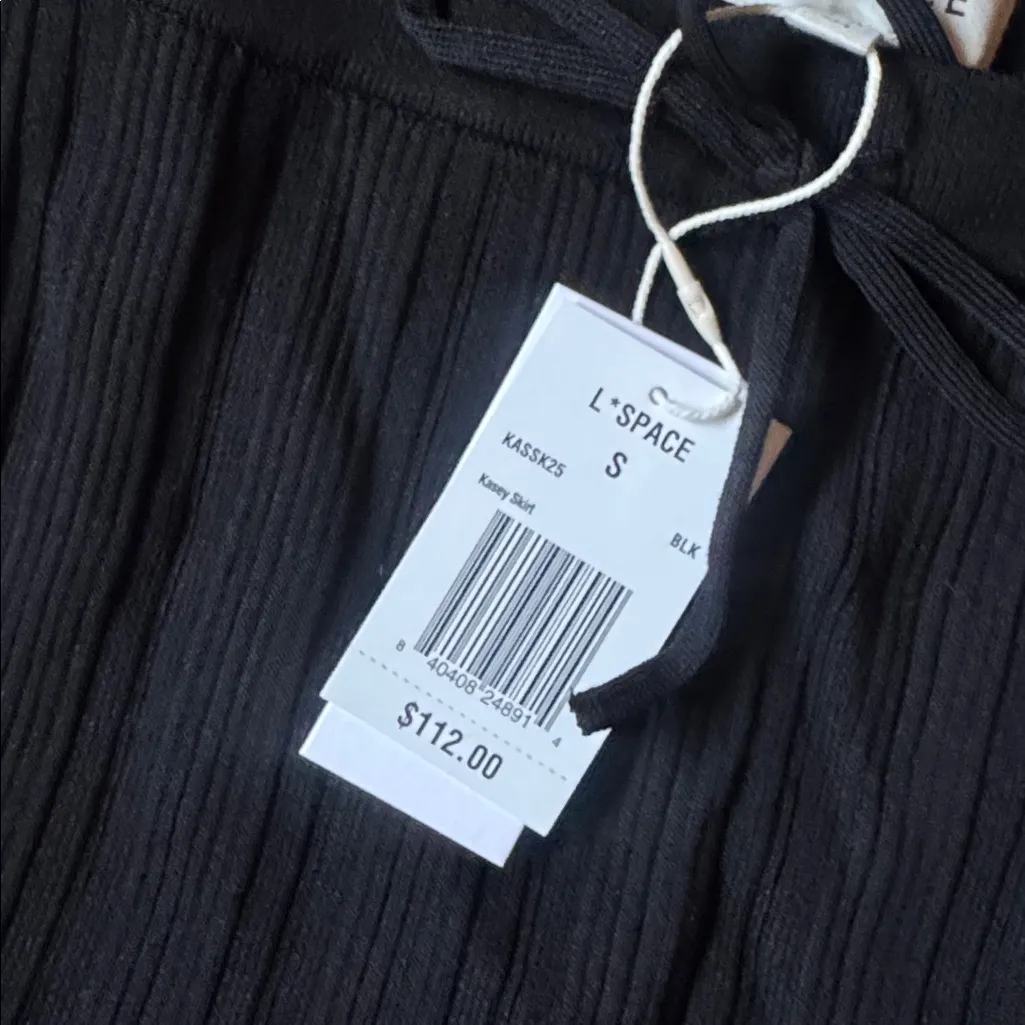 L*SPACE
KASSK25
S
Kasey Skirt
BLK
8 40408 24891 4
$112.00